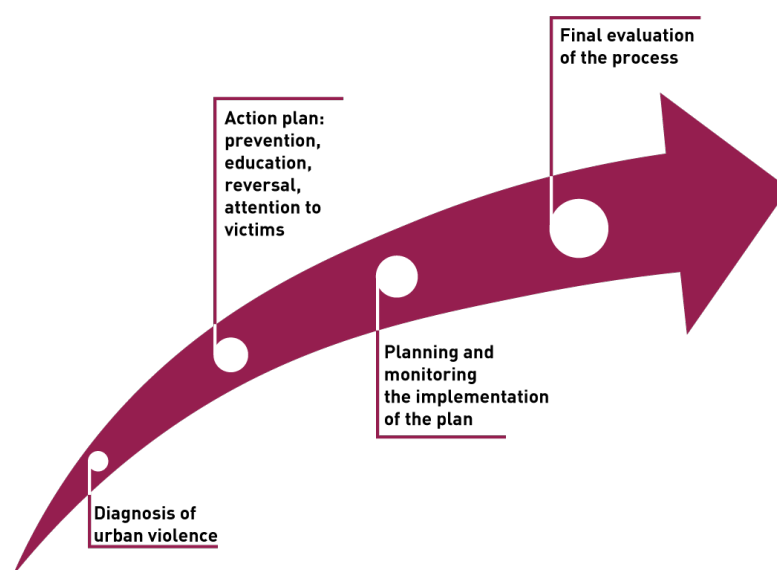 Final evaluation
of the process
Action plan:
prevention,
education,
reversal,
attention to
victims
Planning and
monitoring
the implementation
of the plan
Diagnosis of
urban violence